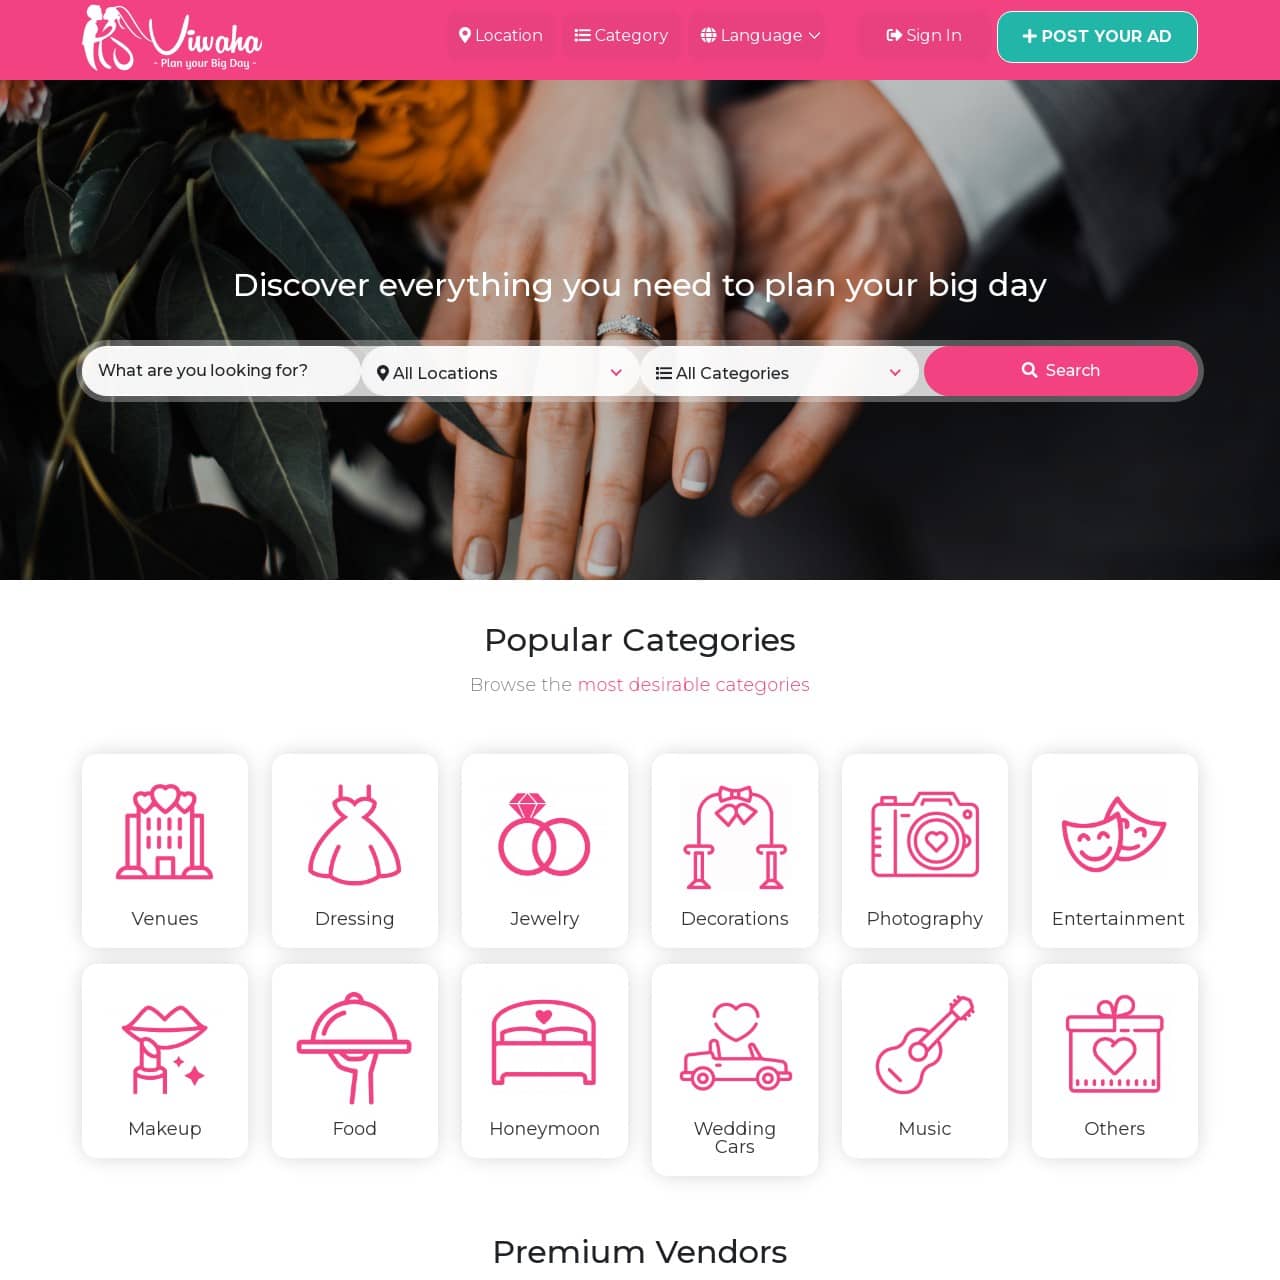 Viwaha
- Plan your Big Day -
Location
Category
Language
Sign In
POST YOUR AD
Discover everything you need to plan your big day
What are you looking for?
All Locations
All Categories
Search
Popular Categories
Browse the most desirable categories
Venues
Dressing
Jewelry
Decorations
Photography
Entertainment
Makeup
Food
Honeymoon
Wedding
Cars
Music
Others
Premium Vendors